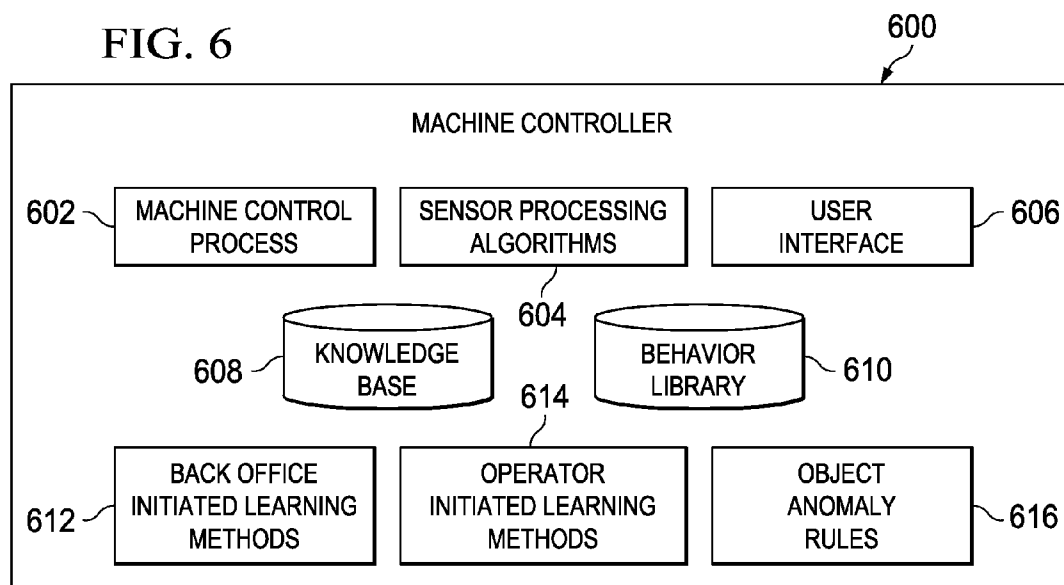 FIG. 6
600
MACHINE CONTROLLER
602
MACHINE CONTROL
PROCESS
SENSOR PROCESSING
ALGORITHMS
604
USER
INTERFACE
606
608
KNOWLEDGE
BASE
BEHAVIOR
LIBRARY
610
612
BACK OFFICE
INITIATED LEARNING
METHODS
614
OPERATOR
INITIATED LEARNING
METHODS
OBJECT
ANOMALY
RULES
616